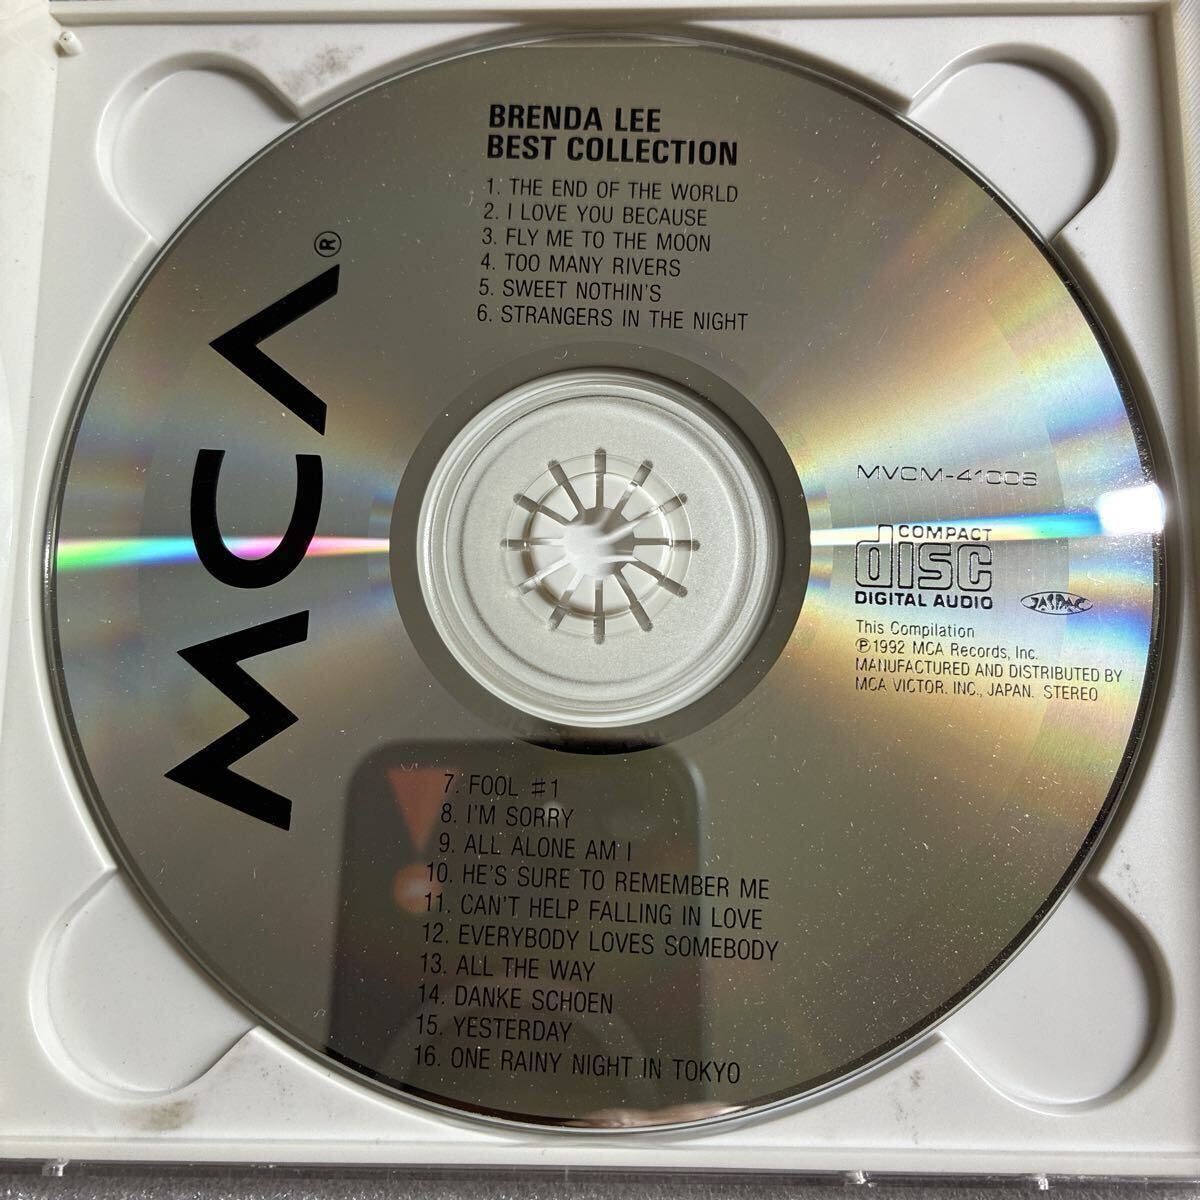 BRENDA LEE
BEST COLLECTION
1. THE END OF THE WORLD
2. I LOVE YOU BECAUSE
3. FLY ME TO THE MOON
4. TOO MANY RIVERS
5. SWEET NOTHIN'S
6. STRANGERS IN THE NIGHT
MCA®
MVCM-41006
COMPACT
disc
DIGITAL AUDIO
JASRAC
This Compilation
Ⓟ1992 MCA Records, Inc.
MANUFACTURED AND DISTRIBUTED BY
MCA VICTOR. INC., JAPAN. STEREO
7. FOOL #1
8. I'M SORRY
9. ALL ALONE AM I
10. HE'S SURE TO REMEMBER ME
11. CAN'T HELP FALLING IN LOVE
12. EVERYBODY LOVES SOMEBODY
13. ALL THE WAY
14. DANKE SCHOEN
15. YESTERDAY
16. ONE RAINY NIGHT IN TOKYO